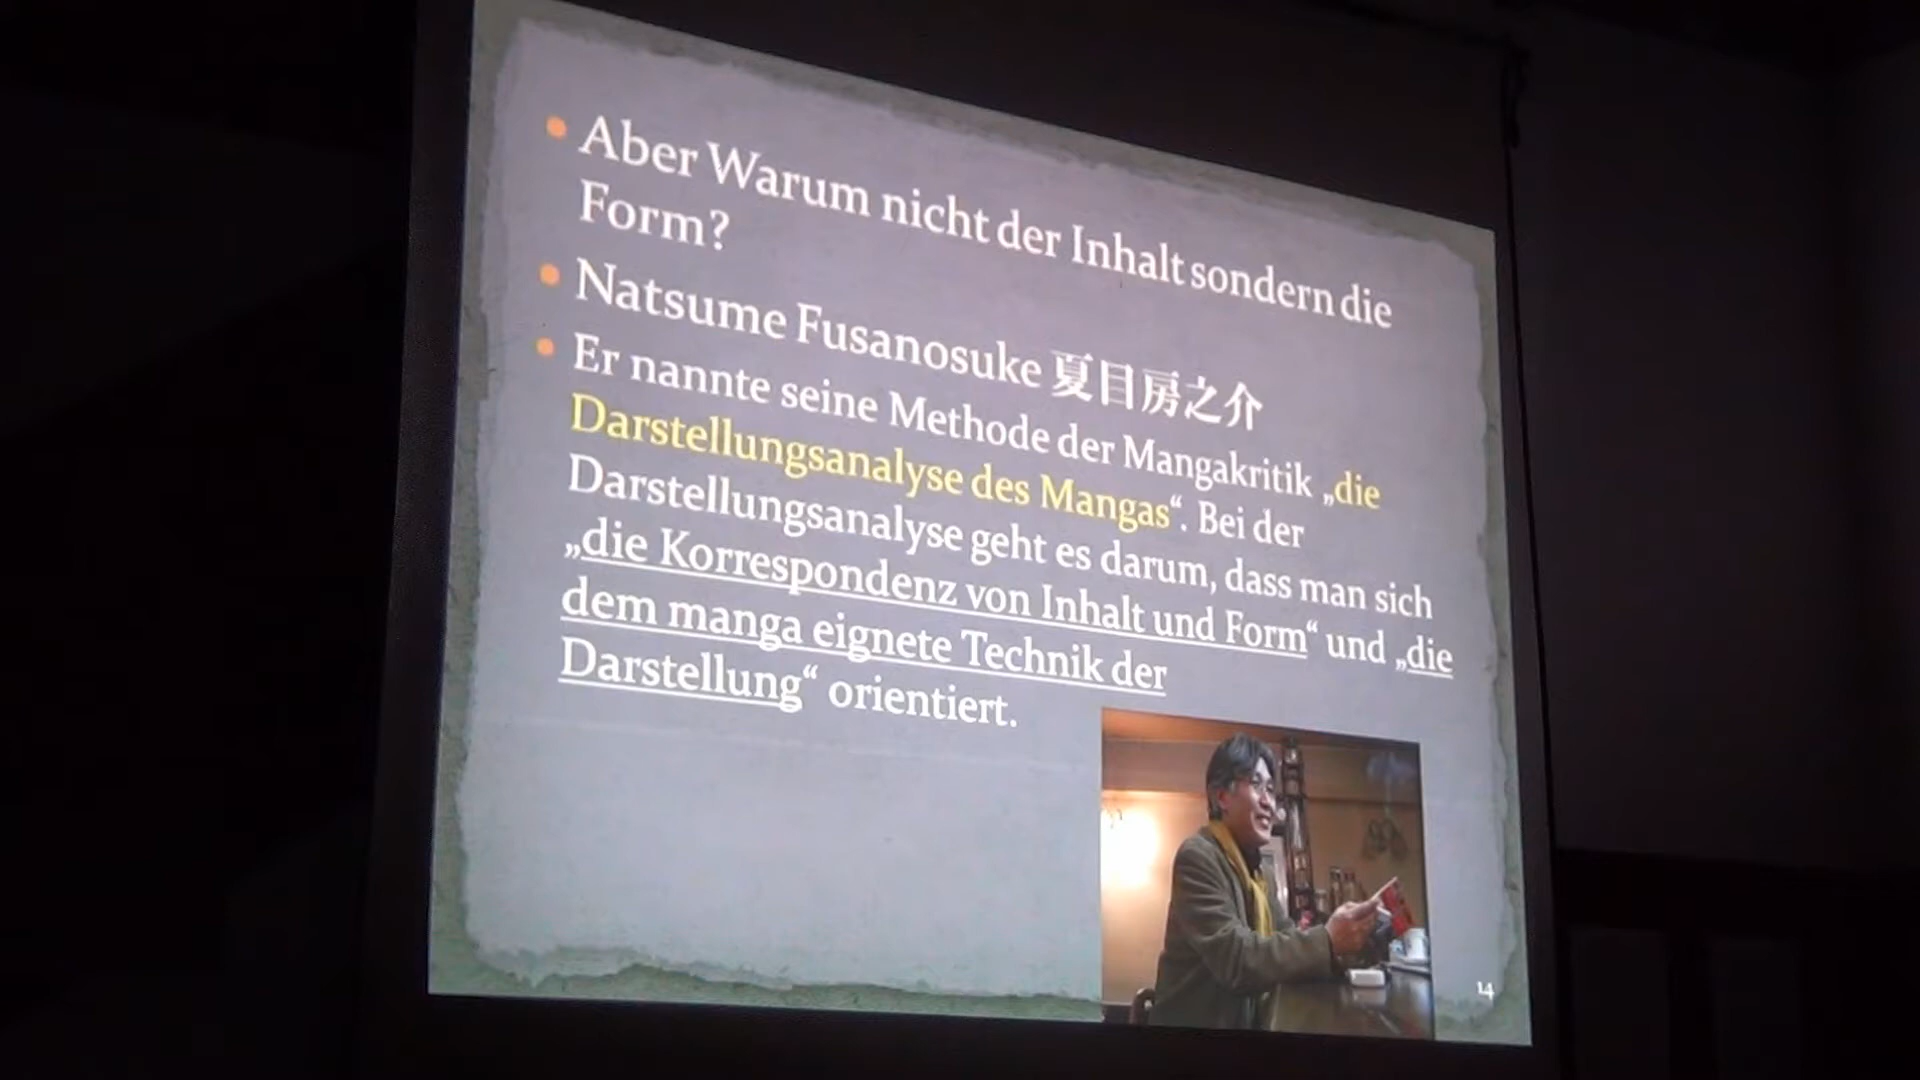 Aber Warum nicht der Inhalt sondern die
Form?
Natsume Fusanosuke 夏目房之介
Er nannte seine Methode der Mangakritik „die
Darstellungsanalyse des Mangas“. Bei der
Darstellungsanalyse geht es darum, dass man sich
„die Korrespondenz von Inhalt und Form“ und „die
dem manga eignete Technik der
Darstellung“ orientiert.
14